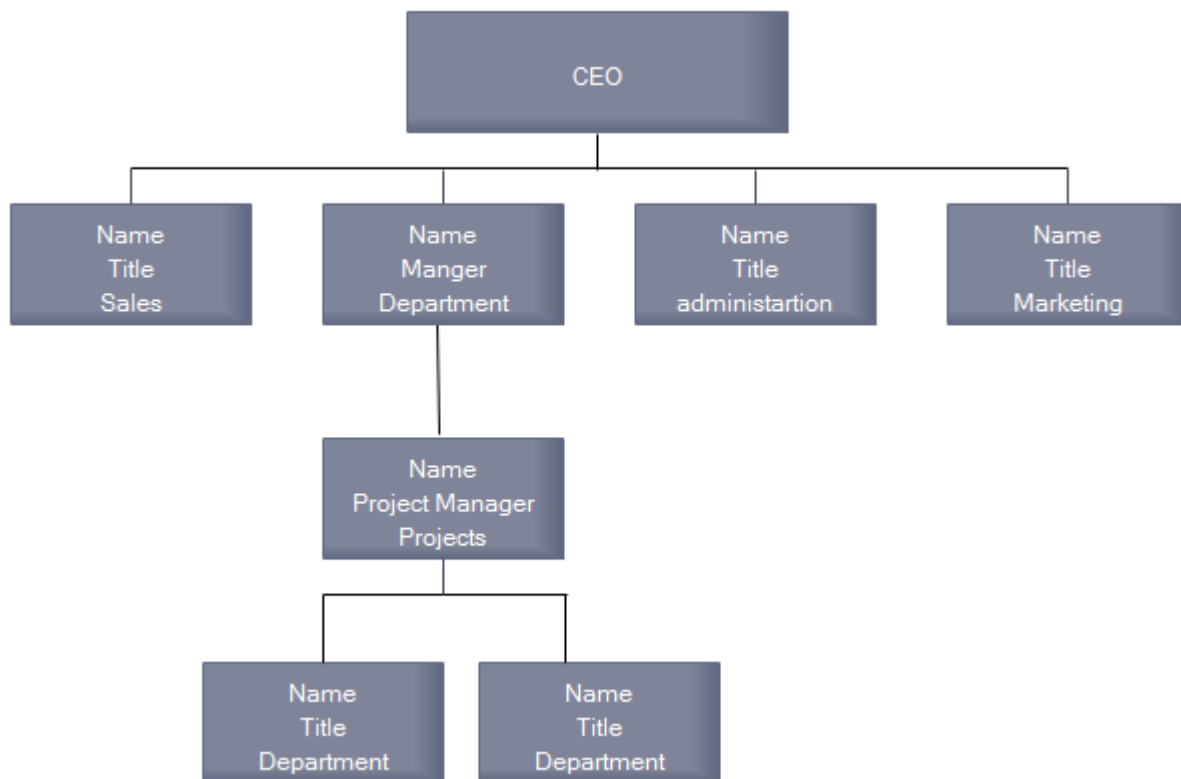 CEO
Name
Title
Sales
Name
Manger
Department
Name
Title
administartion
Name
Title
Marketing
Name
Project Manager
Projects
Name
Title
Department
Name
Title
Department